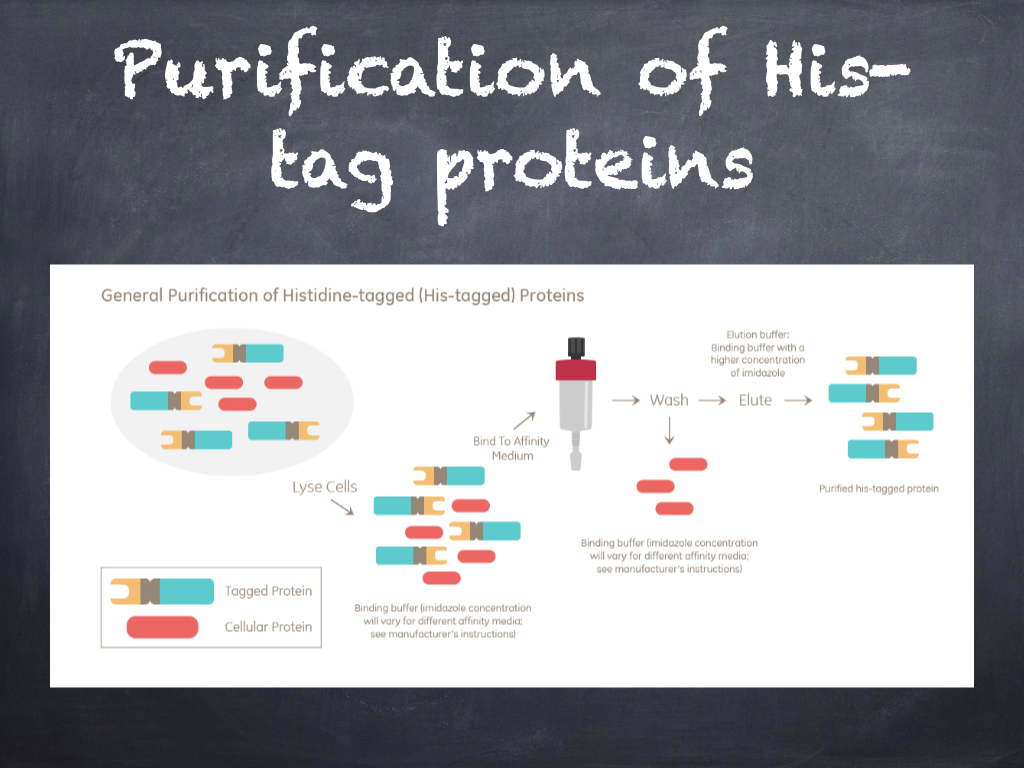 Purification of His-
tag proteins
General Purification of Histidine-tagged (His-tagged) Proteins
Lyse Cells
Binding buffer (imidazole concentration
will vary for different affinity media;
see manufacturer's instructions)
Bind To Affinity
Medium
Wash
Binding buffer (imidazole concentration
will vary for different affinity media;
see manufacturer's instructions)
Elution buffer:
Binding buffer with a
higher concentration
of imidazole
Elute
Purified his-tagged protein
Tagged Protein
Cellular Protein